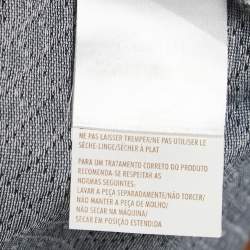 NE PAS LAISSER TREMPER/NE PAS UTILISER LE
SÈCHE-LINGE/SÉCHER À PLAT
PARA UM TRATAMENTO CORRETO DO PRODUTO
RECOMENDA-SE RESPEITAR AS
NORMAS SEGUINTES:
LAVAR A PEÇA SEPARADAMENTE/NÃO TORCER/
NÃO MANTER A PEÇA DE MOLHO/
NÃO SECAR NA MÁQUINA/
SECAR EM POSIÇÃO ESTENDIDA